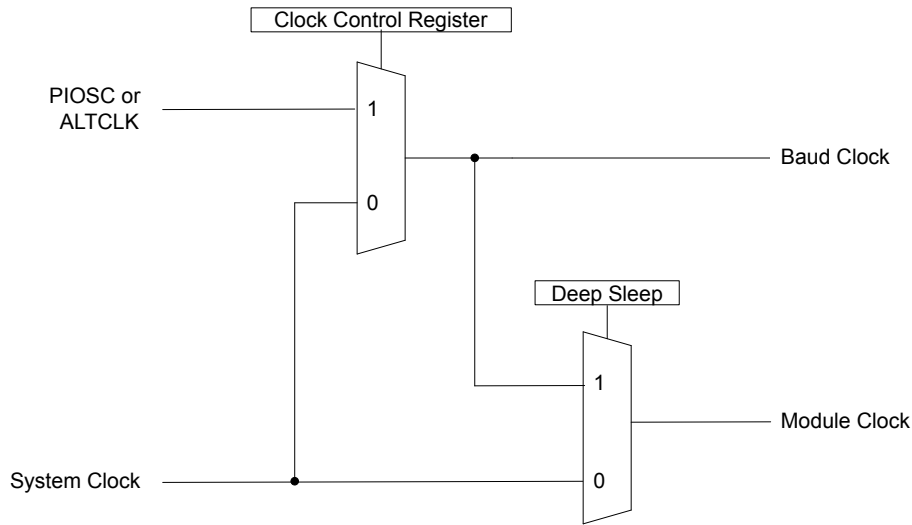 Clock Control Register
PIOSC or
ALTCLK
1
Baud Clock
0
Deep Sleep
1
Module Clock
System Clock
0